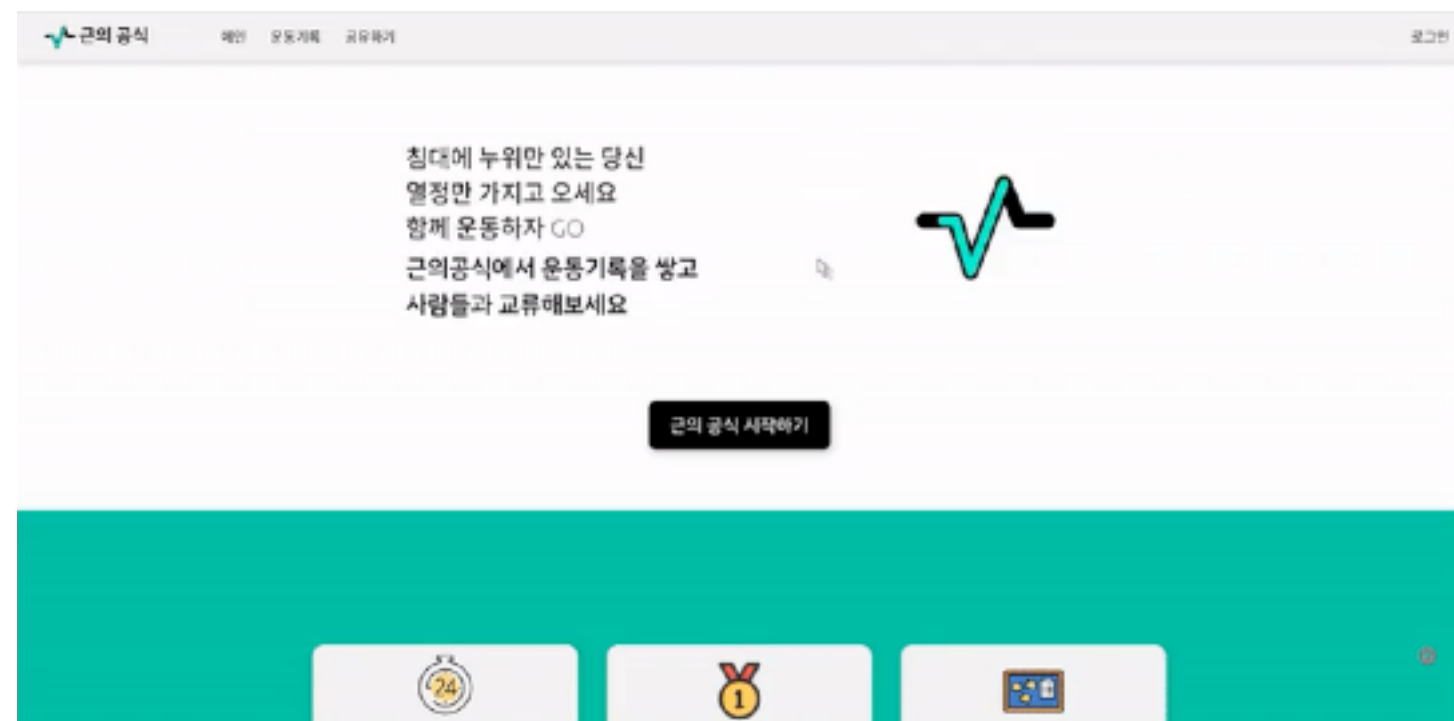 근의 공식
메인 운동기록 공유하기
로그인
침대에 누워만 있는 당신
열정만 가지고 오세요
함께 운동하자 GO
근의공식에서 운동기록을 쌓고
사람들과 교류해보세요
근의 공식 시작하기
24
1